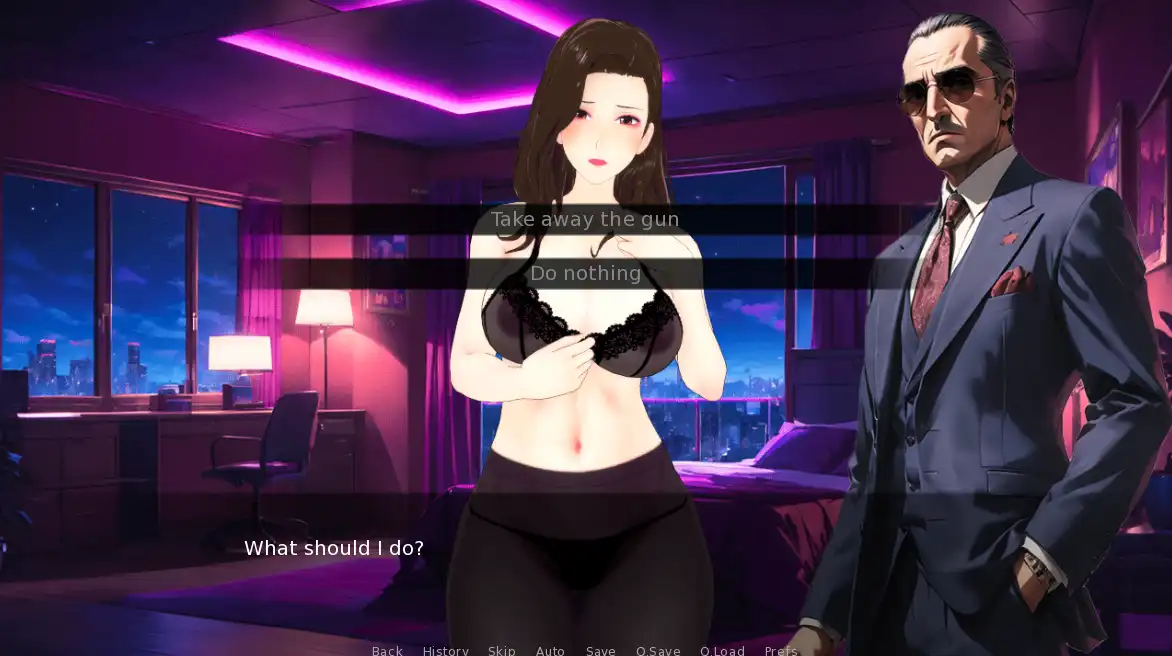 Take away the gun
Do nothing
What should I do?
Back History Skip Auto Save Q.Save Q.Load Prefs